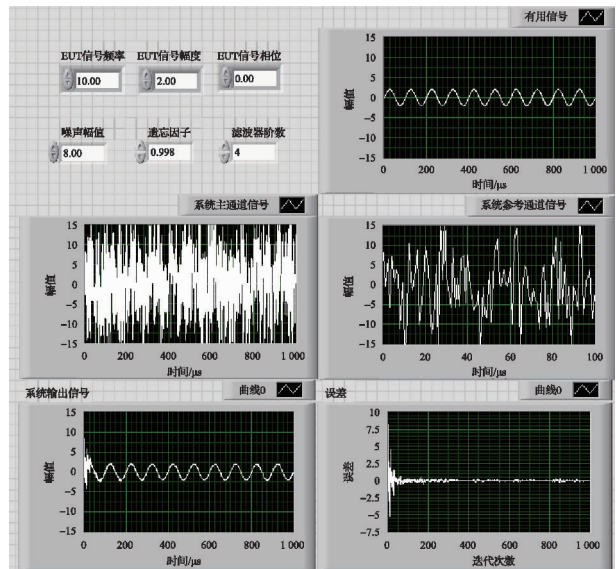 有用信号
EUT信号频率 EUT信号幅度 EUT信号相位
10.00 2.00 0.00
噪声幅值 遗忘因子 滤波器阶数
8.00 0.998 4
幅值
15
10
5
0
−5
−10
−15
0 200 400 600 800 1 000
时间/μs
系统主通道信号
幅值
15
10
5
0
−5
−10
−15
0 200 400 600 800 1 000
时间/μs
系统参考通道信号
幅值
15
10
5
0
−5
−10
−15
0 20 40 60 80 100
时间/μs
系统输出信号 曲线0
幅值
15
10
5
0
−5
−10
−15
0 200 400 600 800 1 000
时间/μs
误差 曲线0
误差
10
7.5
5
2.5
0
−2.5
−5
−7.5
0 200 400 600 800 1 000
迭代次数